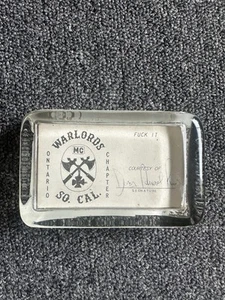 FUCK IT
WARLORDS
MC
ONTARIO
CHAPTER
SO. CAL.
COURTESY OF